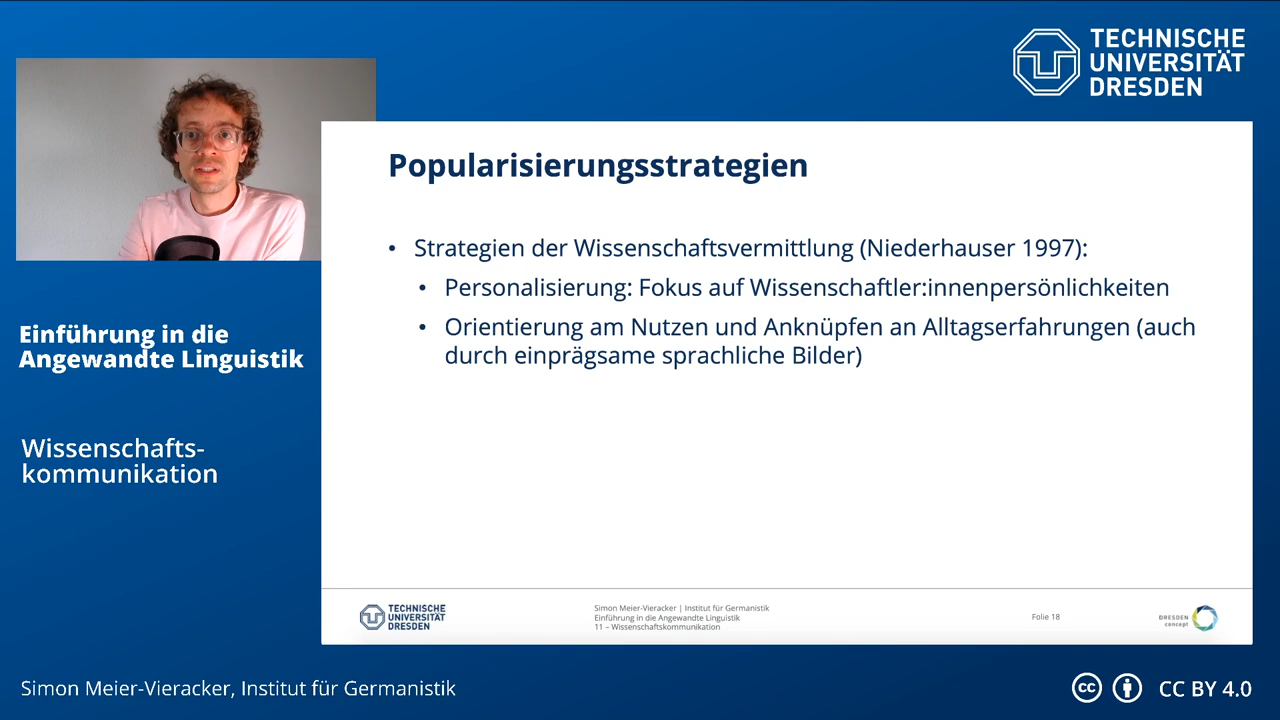 TECHNISCHE
UNIVERSITÄT
DRESDEN
Popularisierungsstrategien
• Strategien der Wissenschaftsvermittlung (Niederhauser 1997):
• Personalisierung: Fokus auf Wissenschaftler:innenpersönlichkeiten
• Orientierung am Nutzen und Anknüpfen an Alltagserfahrungen (auch
durch einprägsame sprachliche Bilder)
Einführung in die
Angewandte Linguistik
Wissenschafts-
kommunikation
TECHNISCHE
UNIVERSITÄT
DRESDEN
Simon Meier-Vieracker | Institut für Germanistik
Einführung in die Angewandte Linguistik
11 – Wissenschaftskommunikation
Folie 18
DRESDEN
concept
Simon Meier-Vieracker, Institut für Germanistik
cc
CC BY 4.0